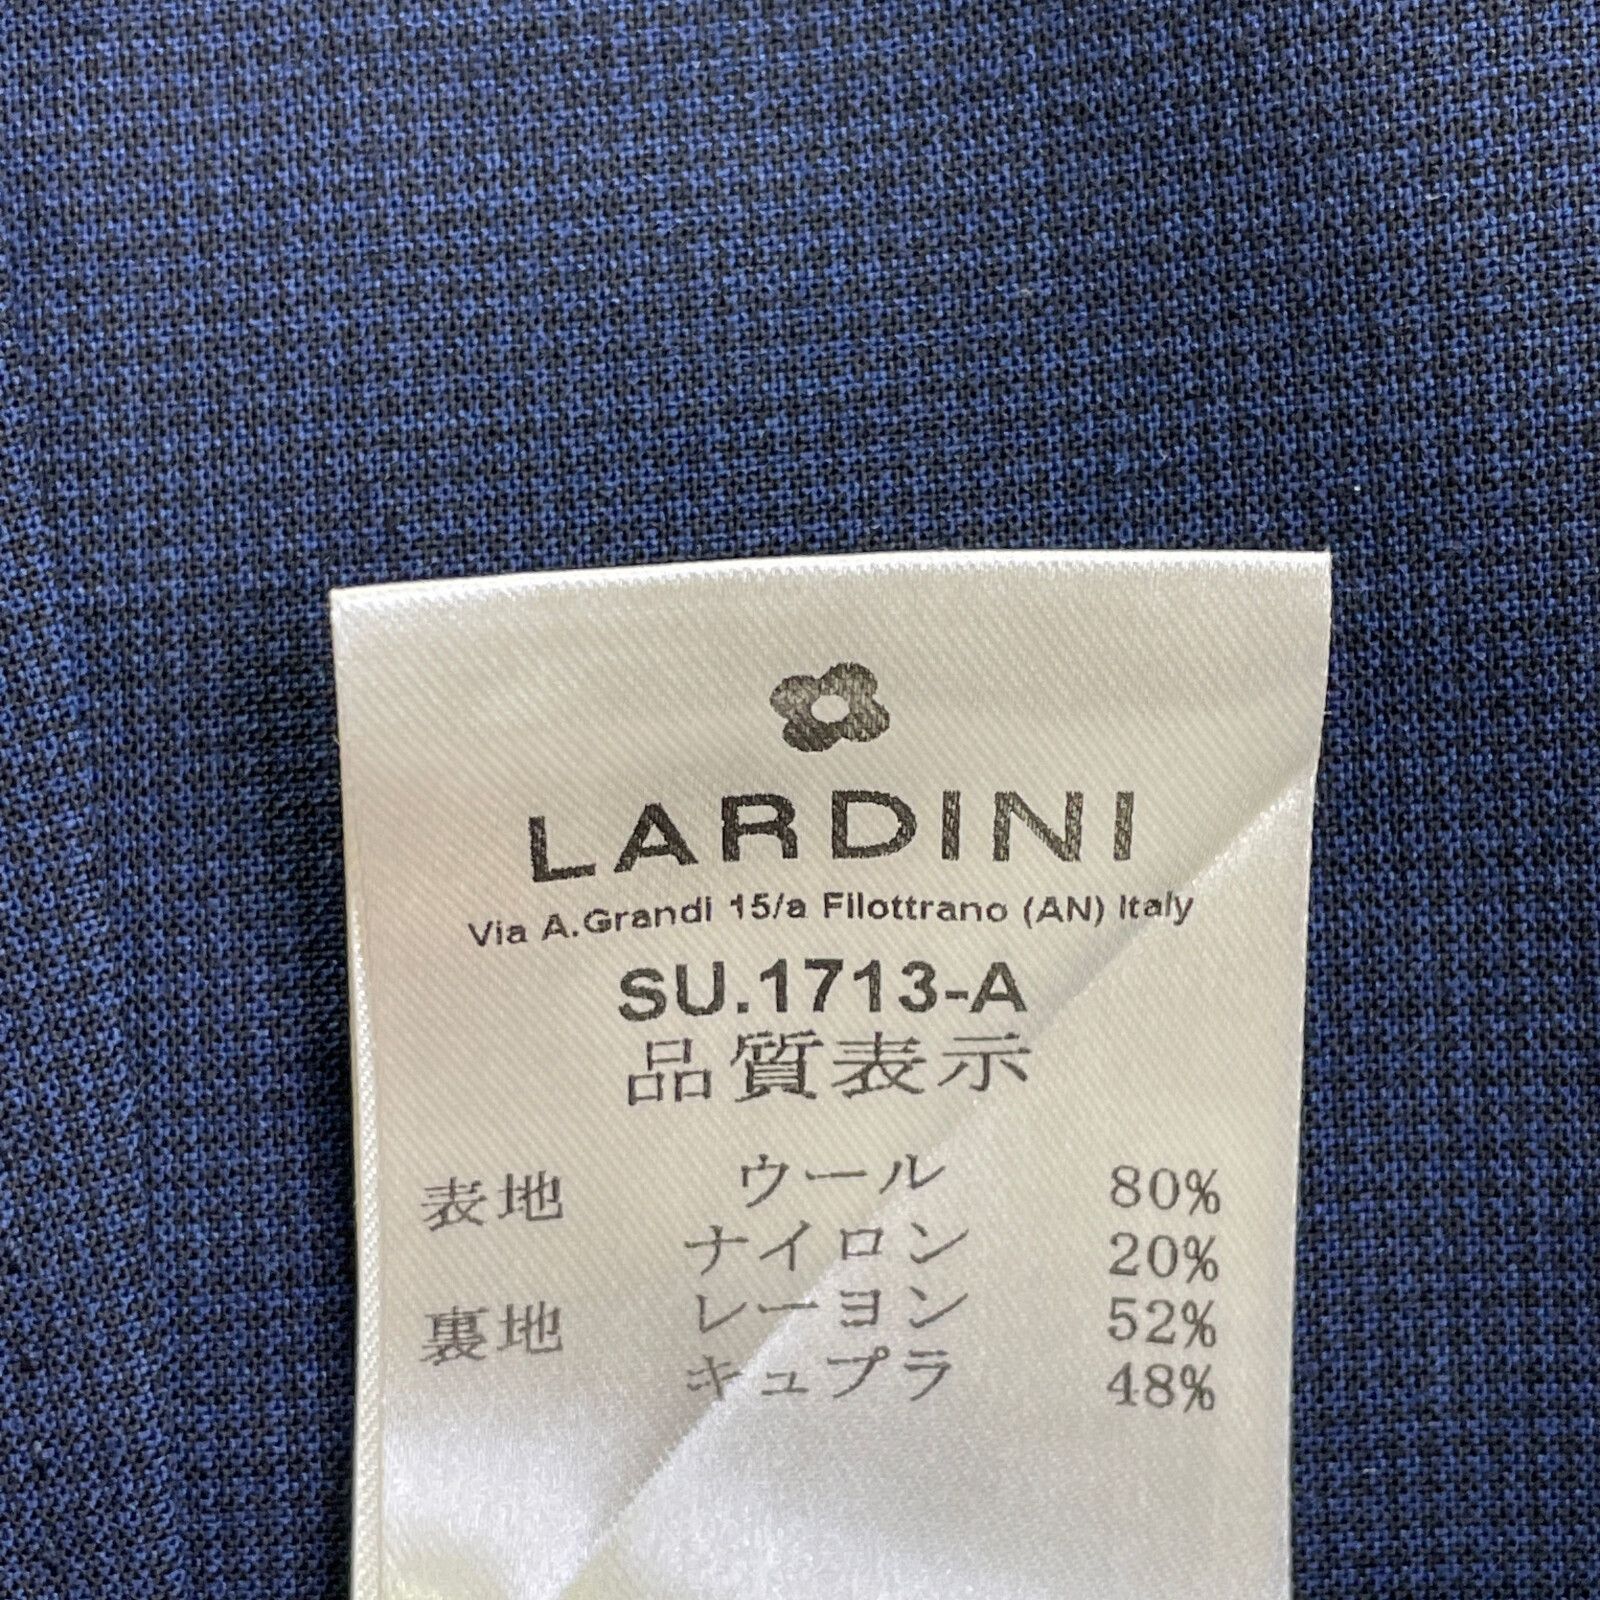 LARDINI
Via A.Grandi 15/a Filottrano (AN) Italy
SU.1713-A
品質表示
表地 ウール 80%
ナイロン 20%
裏地 レーヨン 52%
キュプラ 48%